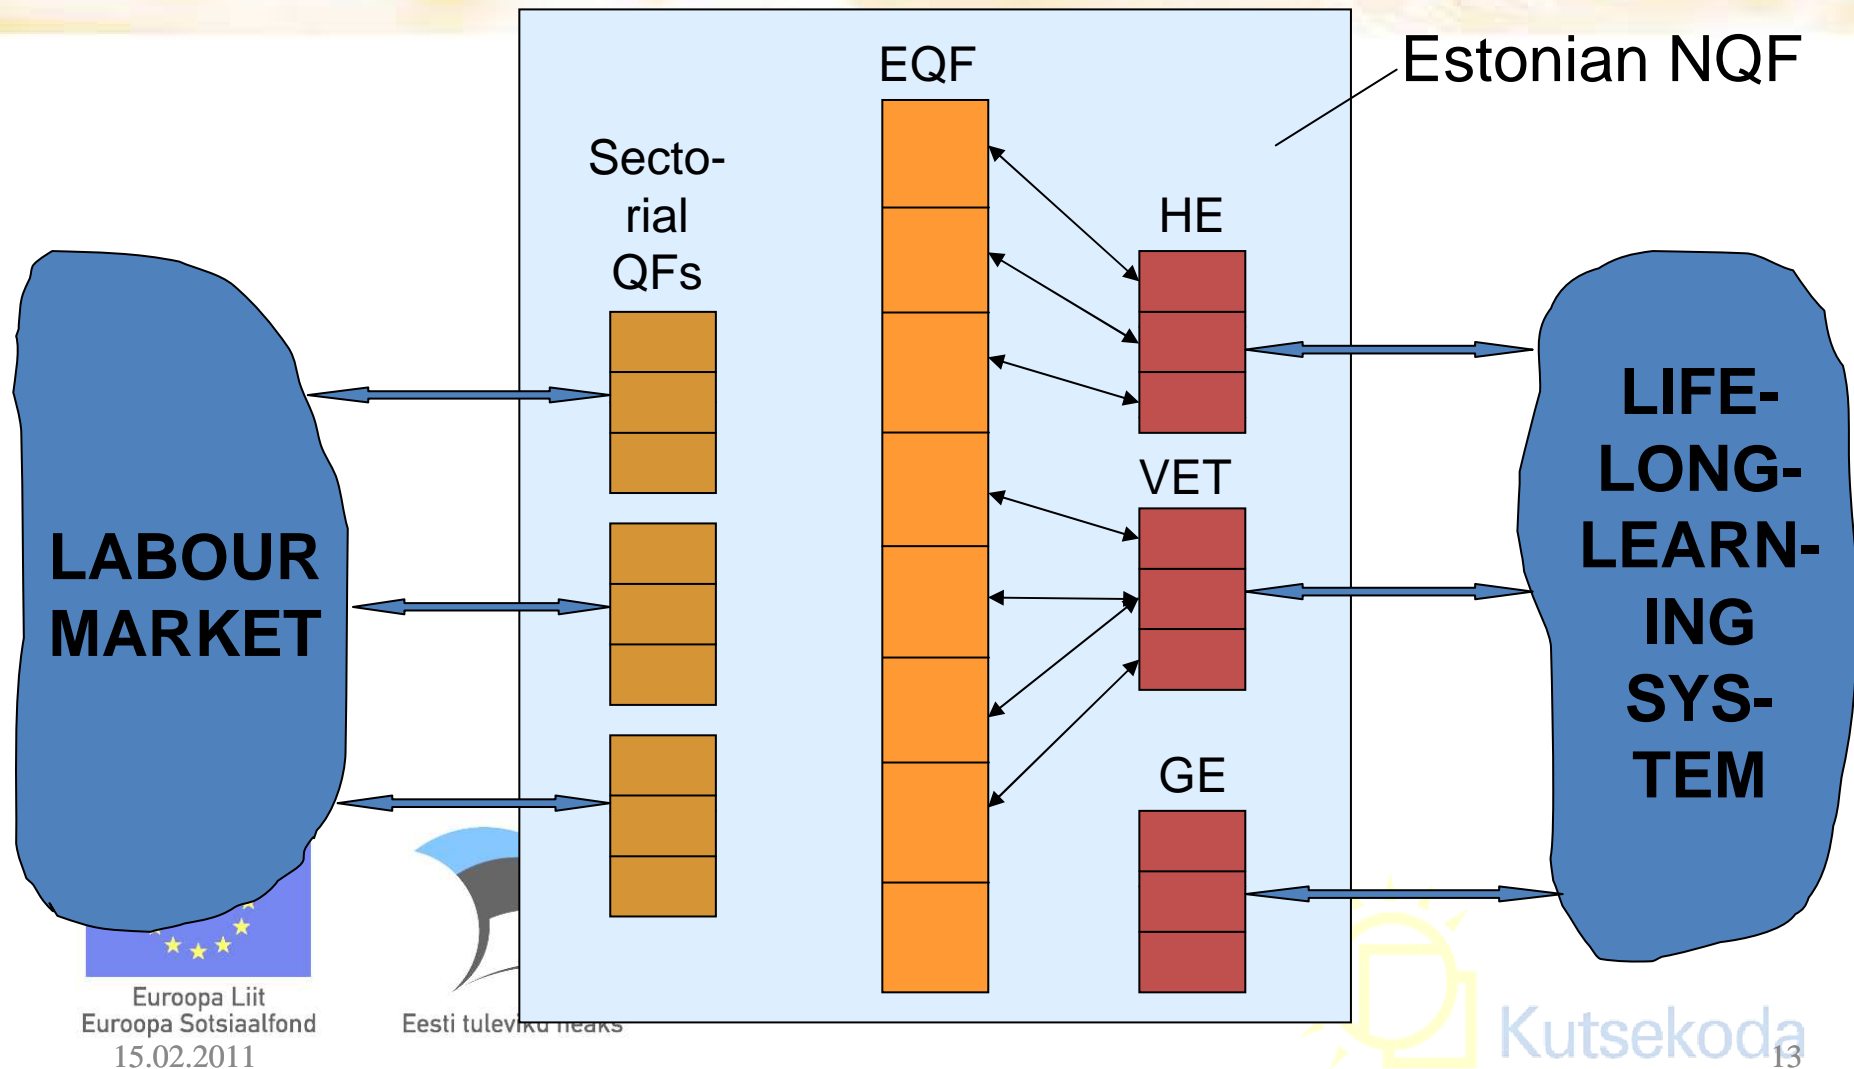 EQF
Estonian NQF
Secto-
rial
QFs
HE
VET
GE
LABOUR
MARKET
LIFE-
LONG-
LEARN-
ING
SYS-
TEM
Euroopa Liit
Euroopa Sotsiaalfond
Eesti tuleviku heaks
Kutsekoda
15.02.2011
13